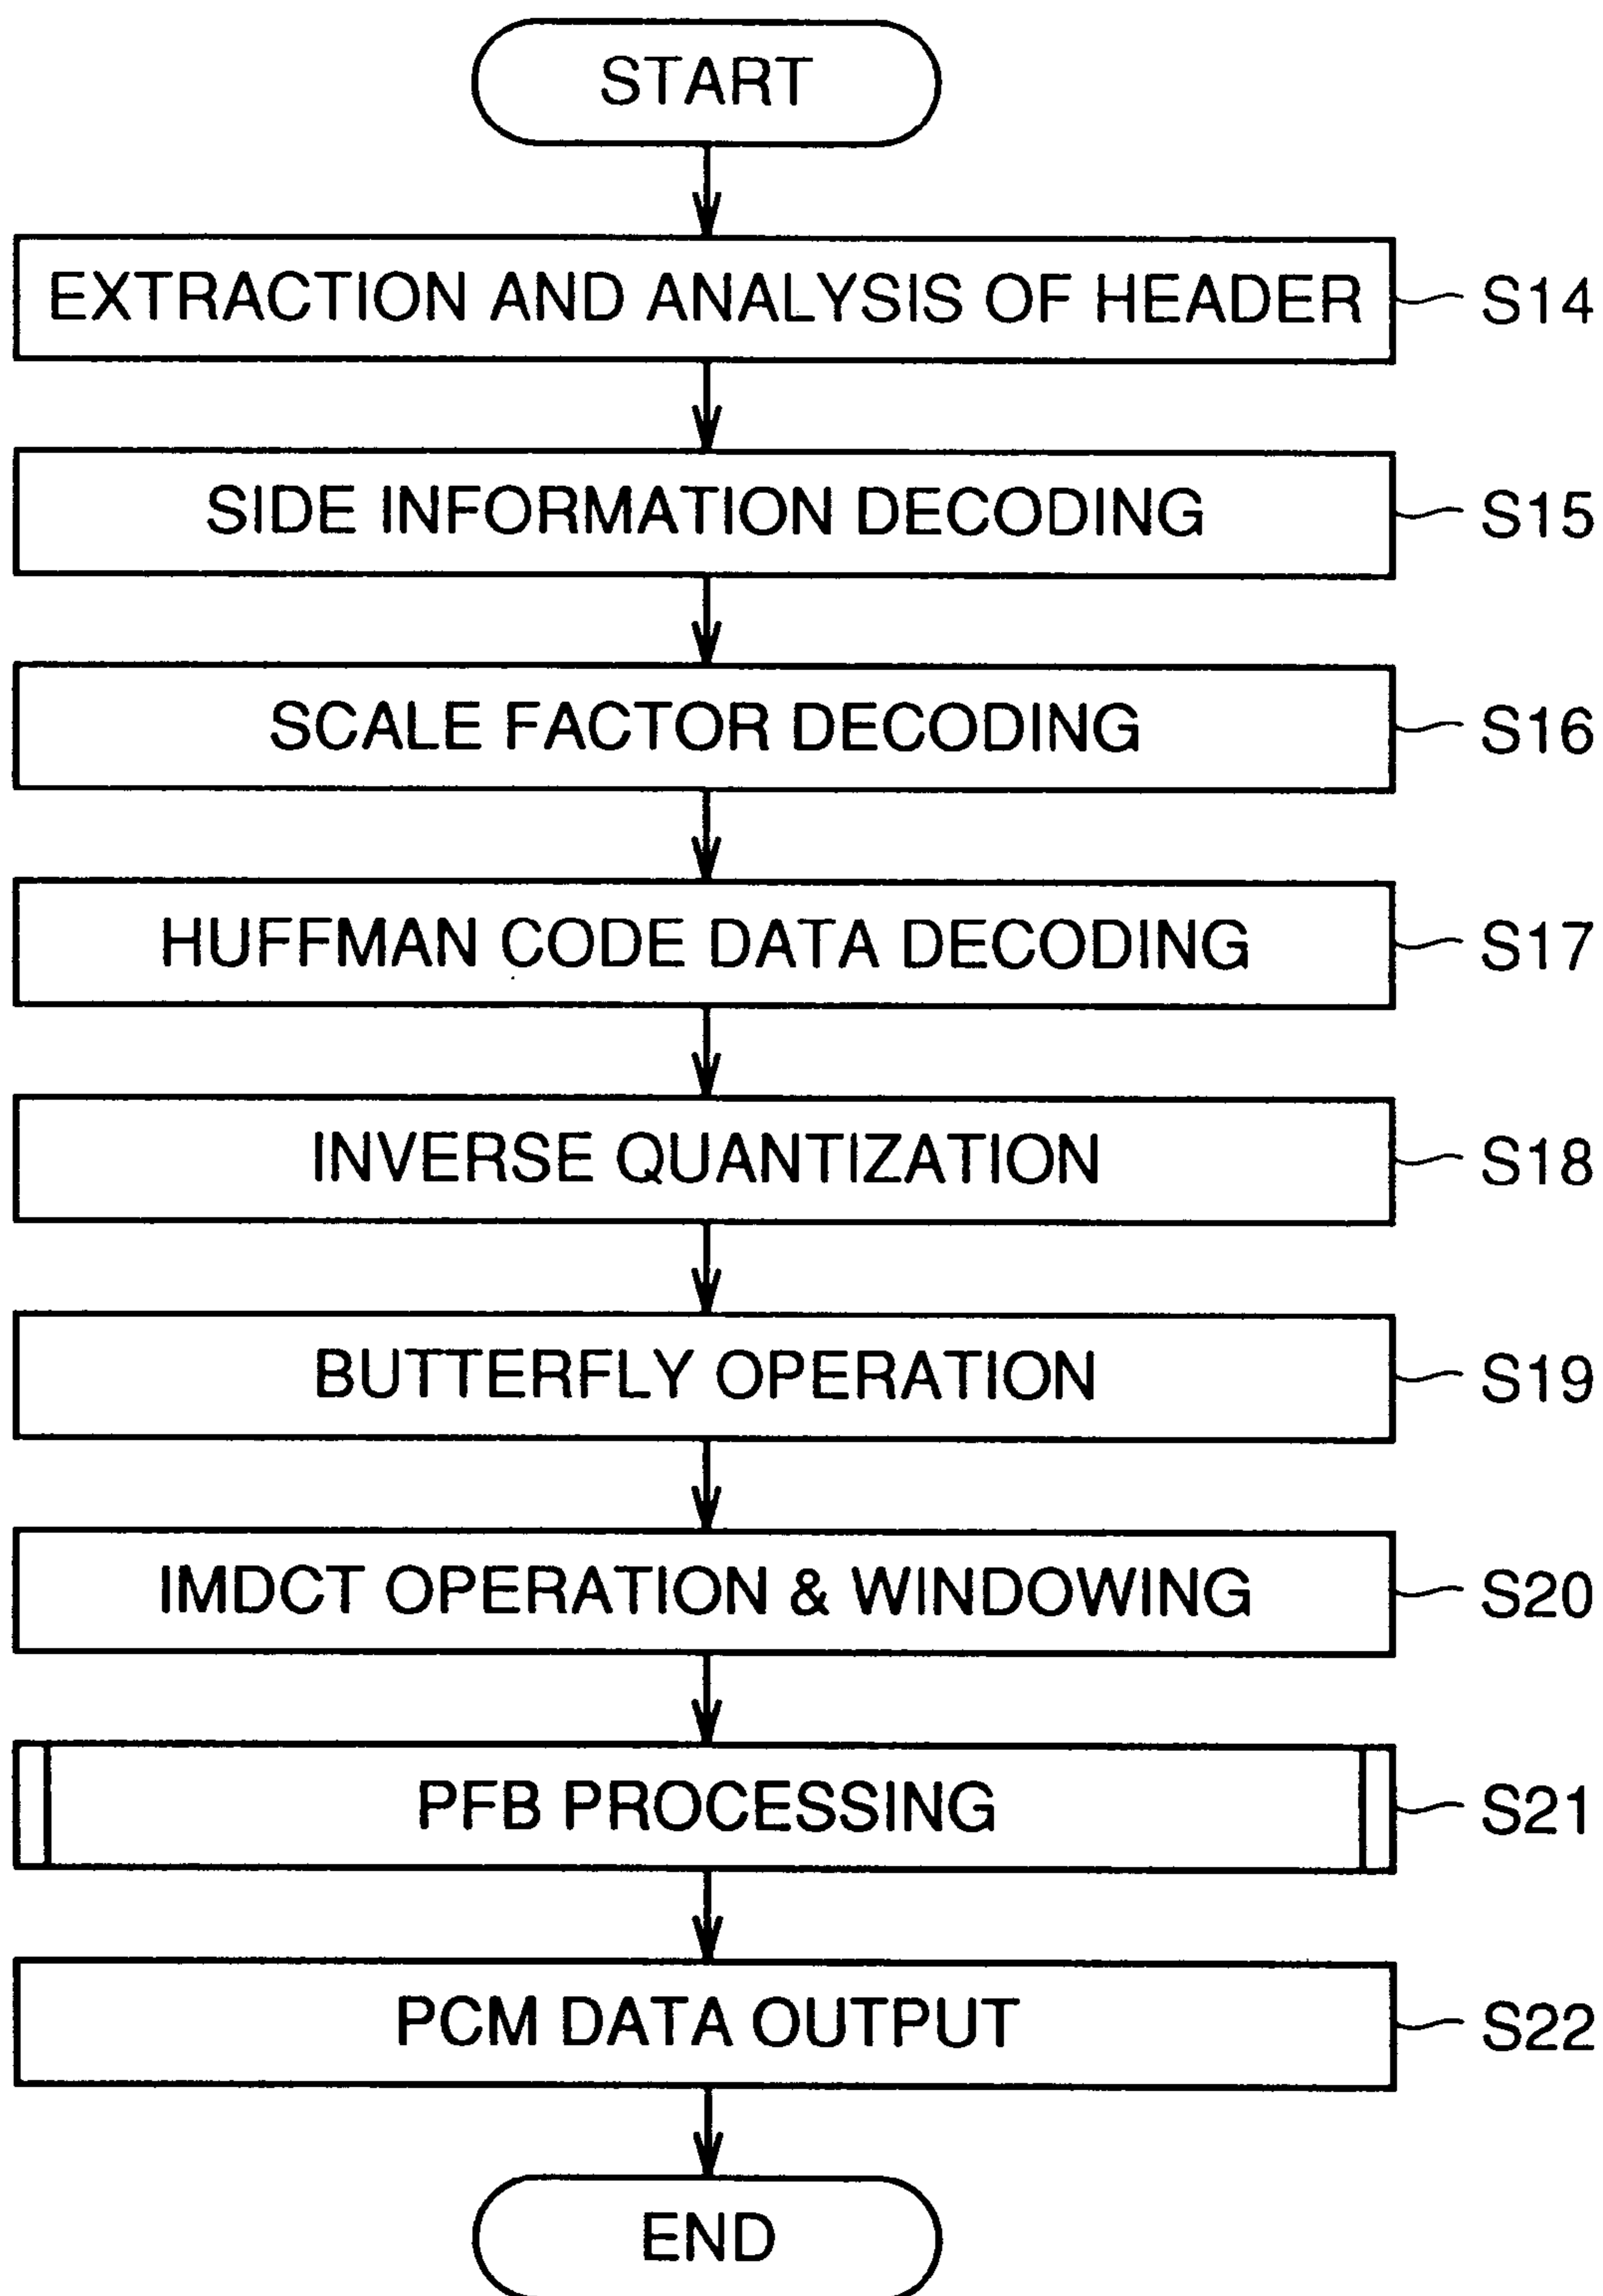 START
EXTRACTION AND ANALYSIS OF HEADER S14
SIDE INFORMATION DECODING S15
SCALE FACTOR DECODING S16
HUFFMAN CODE DATA DECODING S17
INVERSE QUANTIZATION S18
BUTTERFLY OPERATION S19
IMDCT OPERATION & WINDOWING S20
PFB PROCESSING S21
PCM DATA OUTPUT S22
END